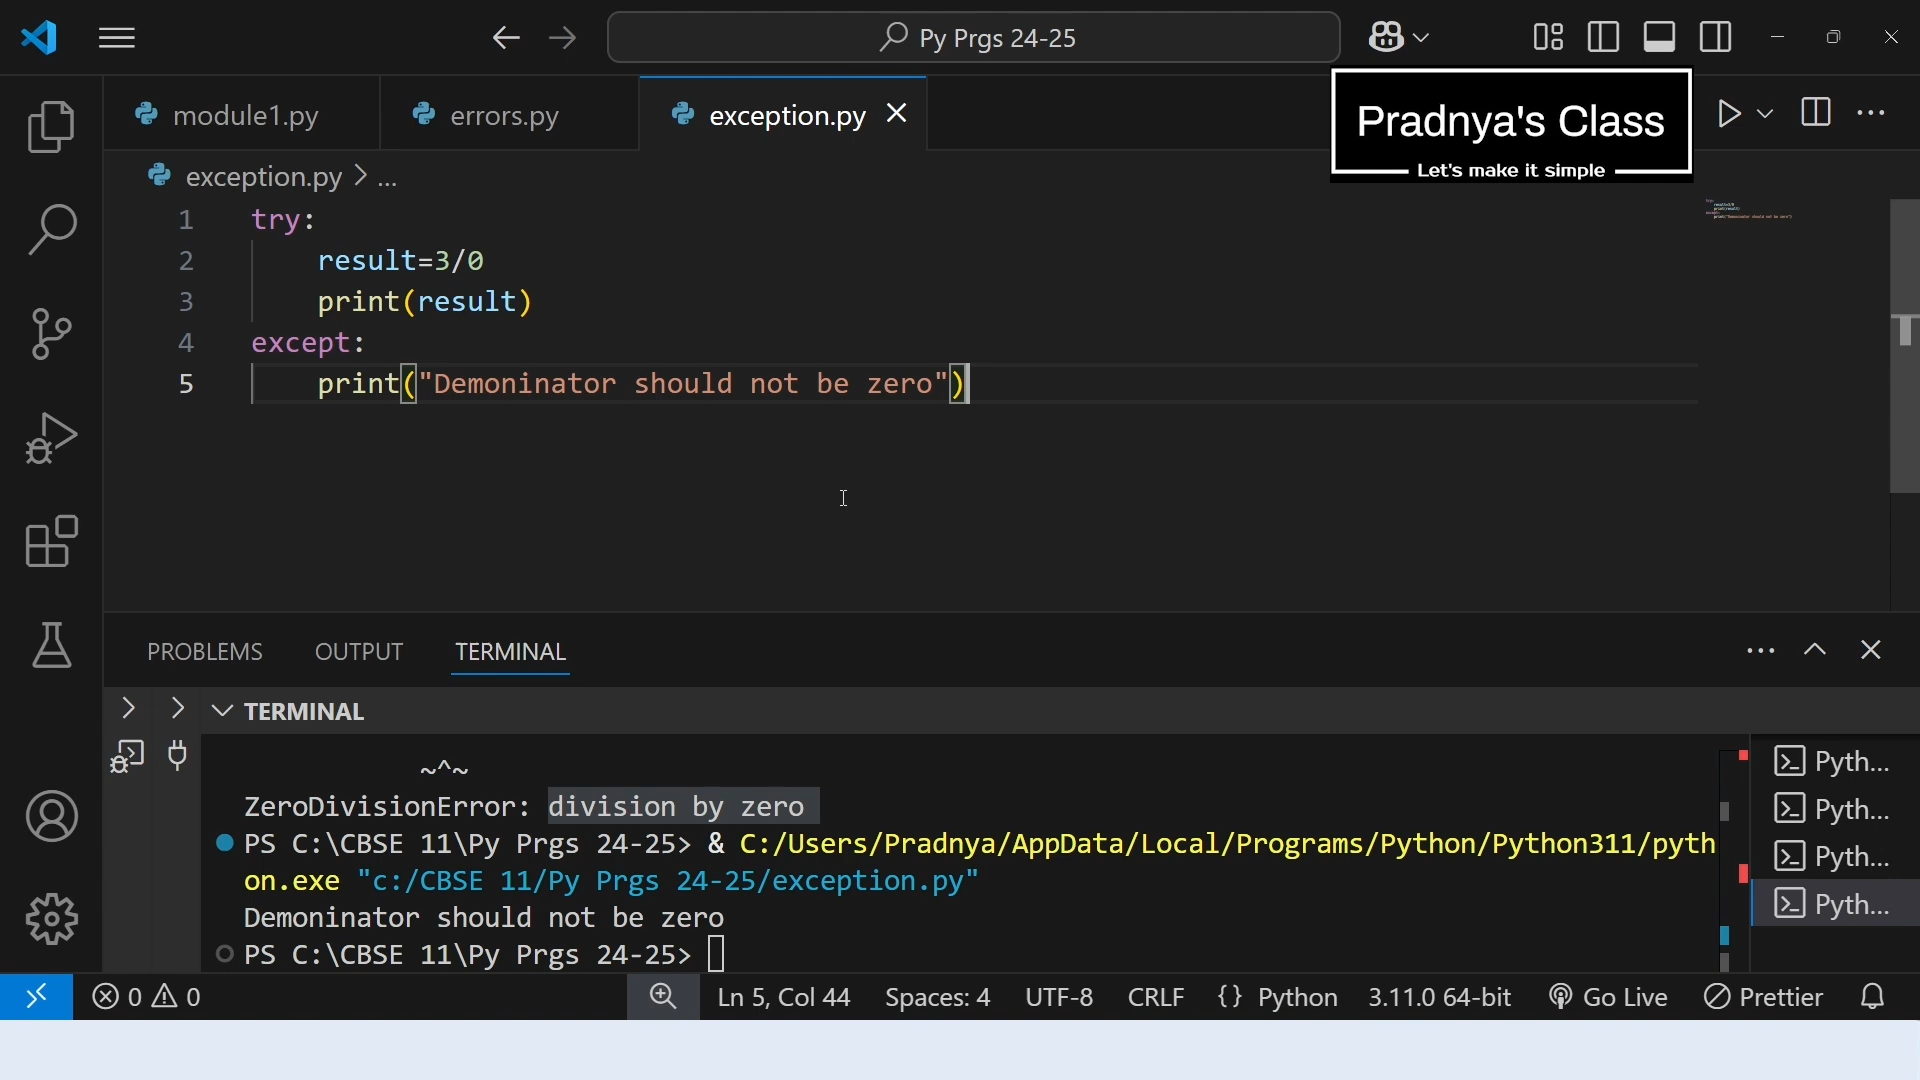 Py Prgs 24-25
module1.py
errors.py
exception.py
Pradnya's Class
Let's make it simple
exception.py > ...
1 try:
2     result=3/0
3     print(result)
4 except:
5     print("Demoninator should not be zero")
PROBLEMS OUTPUT TERMINAL
TERMINAL
~^~
ZeroDivisionError: division by zero
PS C:\CBSE 11\Py Prgs 24-25> & C:/Users/Pradnya/AppData/Local/Programs/Python/Python311/pyth
on.exe "c:/CBSE 11/Py Prgs 24-25/exception.py"
Demoninator should not be zero
PS C:\CBSE 11\Py Prgs 24-25>
Pyth...
Pyth...
Pyth...
Pyth...
0 0 Ln 5, Col 44 Spaces: 4 UTF-8 CRLF {} Python 3.11.0 64-bit Go Live Prettier